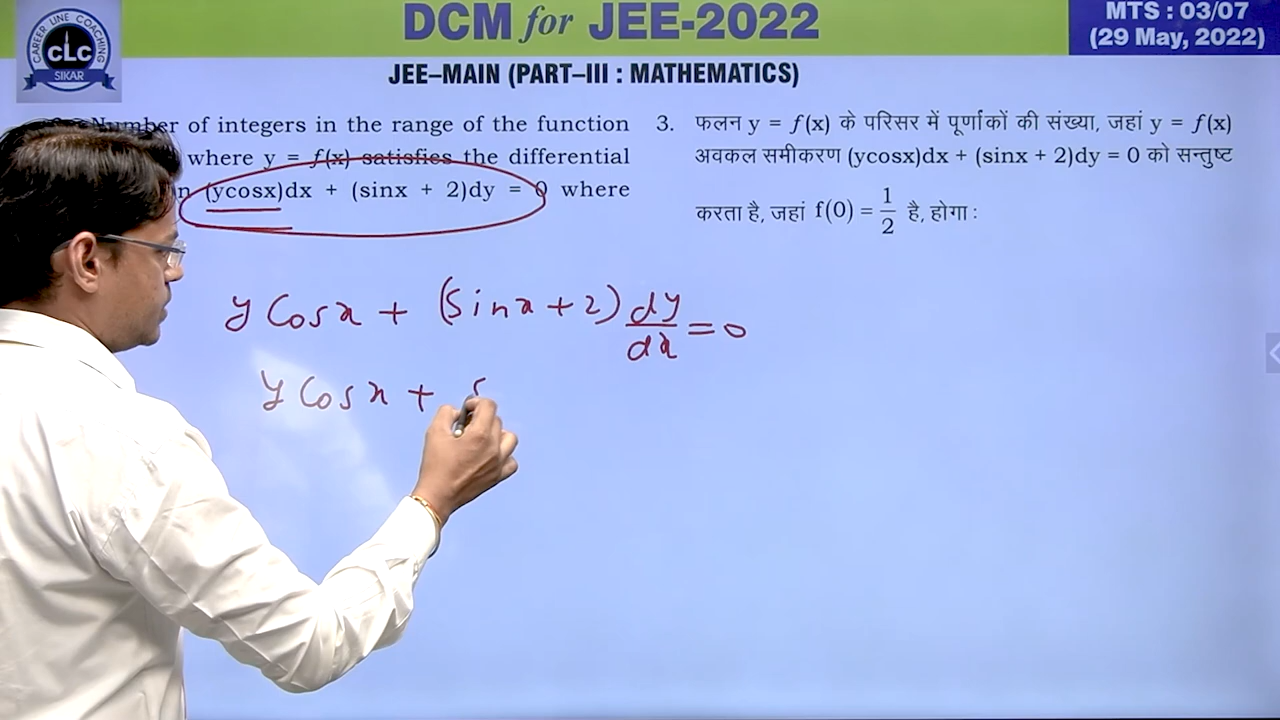 DCM for JEE-2022
MTS : 03/07
(29 May, 2022)
CAREER LINE COACHING
CLC
SIKAR
JEE–MAIN (PART–III : MATHEMATICS)
Number of integers in the range of the function
where y = f(x) satisfies the differential
(ycosx)dx + (sinx + 2)dy = 0 where
3. फलन y = f(x) के परिसर में पूर्णांकों की संख्या, जहां y = f(x)
अवकल समीकरण (ycosx)dx + (sinx + 2)dy = 0 को सन्तुष्ट
करता है, जहां f(0) = 1/2 है, होगा :
y Cosx + (Sinx + 2) dy/dx = 0
y Cosx +